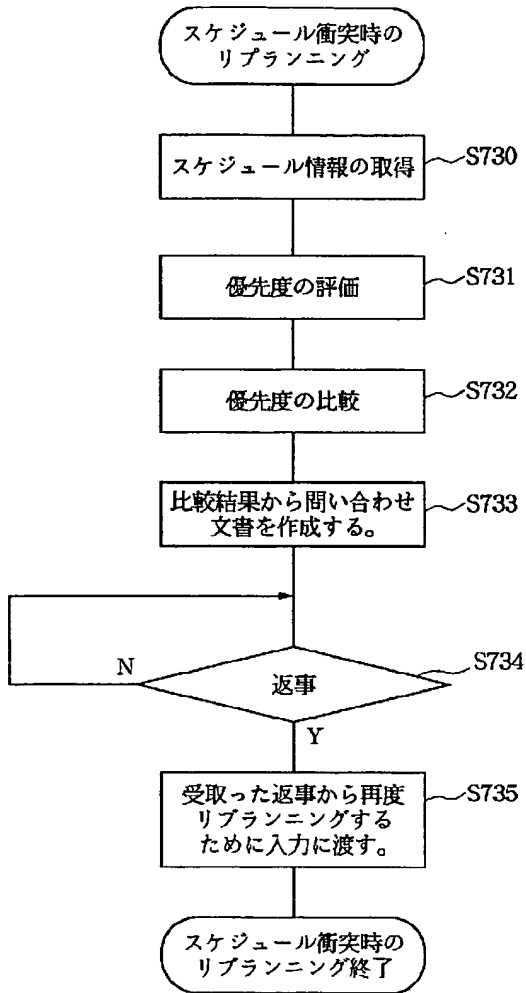 スケジュール衝突時の
リプランニング
スケジュール情報の取得
S730
優先度の評価
S731
優先度の比較
S732
比較結果から問い合わせ
文書を作成する。
S733
返事
S734
N
Y
受取った返事から再度
リプランニングする
ために入力に渡す。
S735
スケジュール衝突時の
リプランニング終了